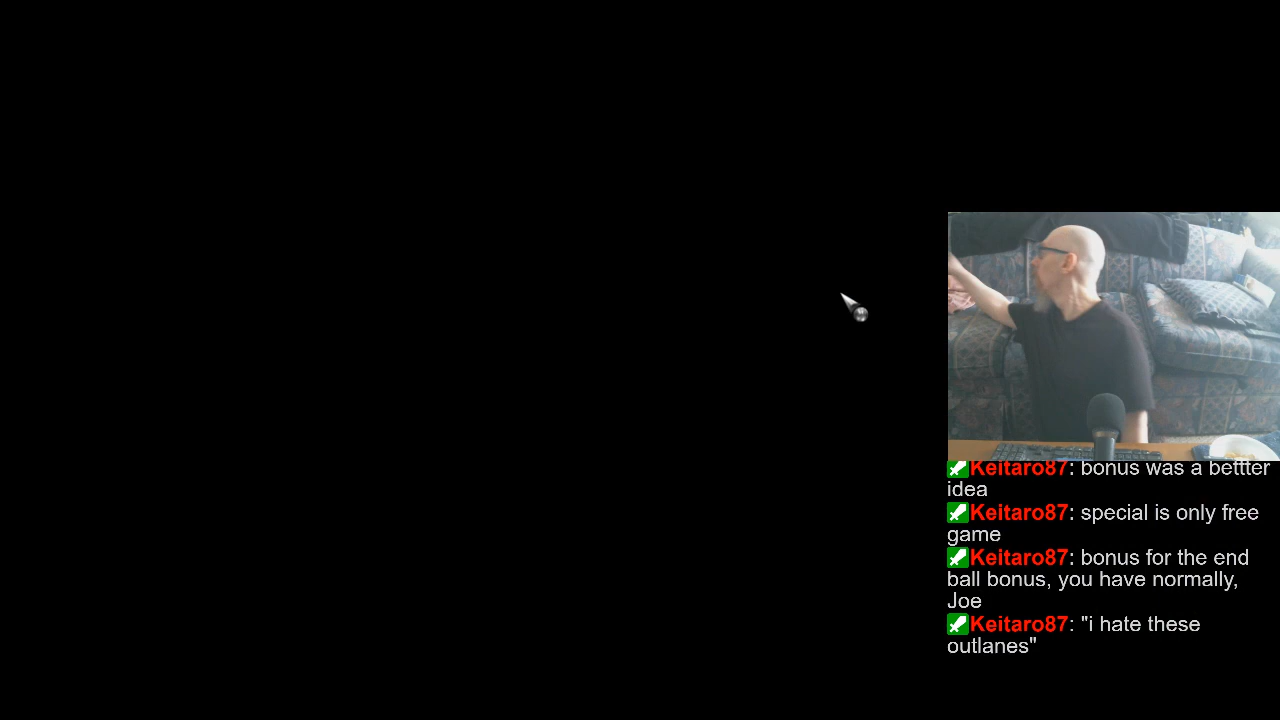 Keitaro87: bonus was a bettter
idea
Keitaro87: special is only free
game
Keitaro87: bonus for the end
ball bonus, you have normally,
Joe
Keitaro87: "i hate these
outlanes"